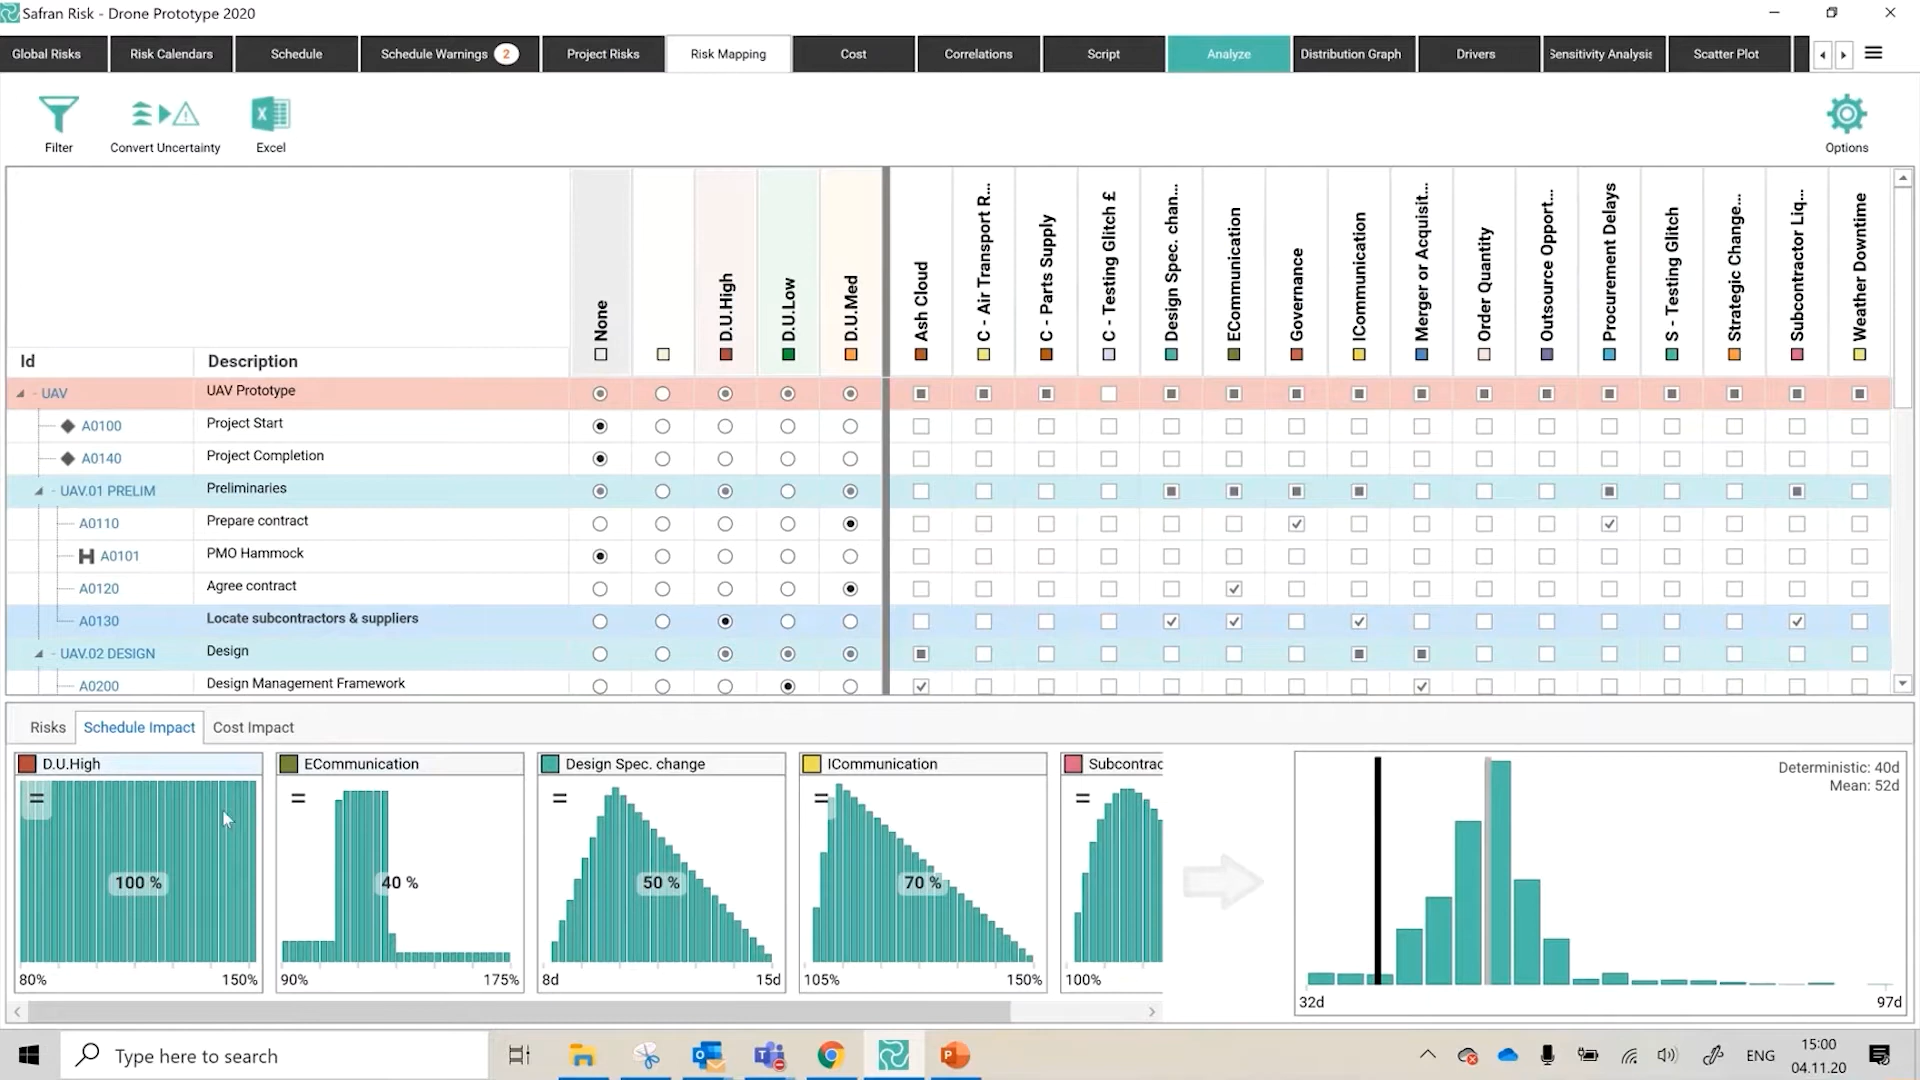 Safran Risk - Drone Prototype 2020
Global Risks
Risk Calendars
Schedule
Schedule Warnings 2
Project Risks
Risk Mapping
Cost
Correlations
Script
Analyze
Distribution Graph
Drivers
Sensitivity Analysis
Scatter Plot
Filter
Convert Uncertainty
Excel
Options
Id
Description
None
D.U.High
D.U.Low
D.U.Med
Ash Cloud
C - Air Transport R...
C - Parts Supply
C - Testing Glitch £
Design Spec. chan...
ECommunication
Governance
ICommunication
Merger or Acquisit...
Order Quantity
Outsource Opport...
Procurement Delays
S - Testing Glitch
Strategic Change...
Subcontractor Liq...
Weather Downtime
UAV UAV Prototype
A0100 Project Start
A0140 Project Completion
UAV.01 PRELIM Preliminaries
A0110 Prepare contract
A0101 PMO Hammock
A0120 Agree contract
A0130 Locate subcontractors & suppliers
UAV.02 DESIGN Design
A0200 Design Management Framework
Risks
Schedule Impact
Cost Impact
D.U.High
=
100 %
80% 150%
ECommunication
=
40 %
90% 175%
Design Spec. change
=
50 %
8d 15d
ICommunication
=
70 %
105% 150%
Subcontrac
=
100%
Deterministic: 40d
Mean: 52d
32d 97d
Type here to search
ENG
15:00
04.11.20